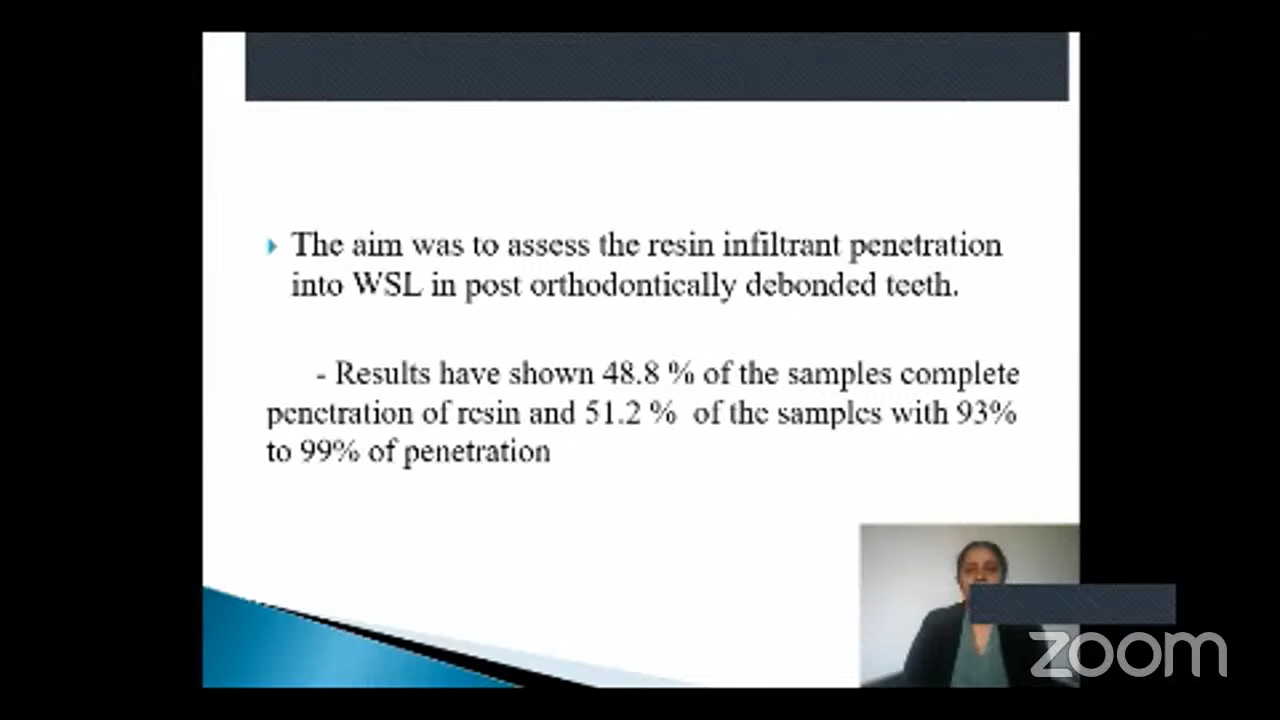 The aim was to assess the resin infiltrant penetration
into WSL in post orthodontically debonded teeth.
- Results have shown 48.8 % of the samples complete
penetration of resin and 51.2 % of the samples with 93%
to 99% of penetration
zoom